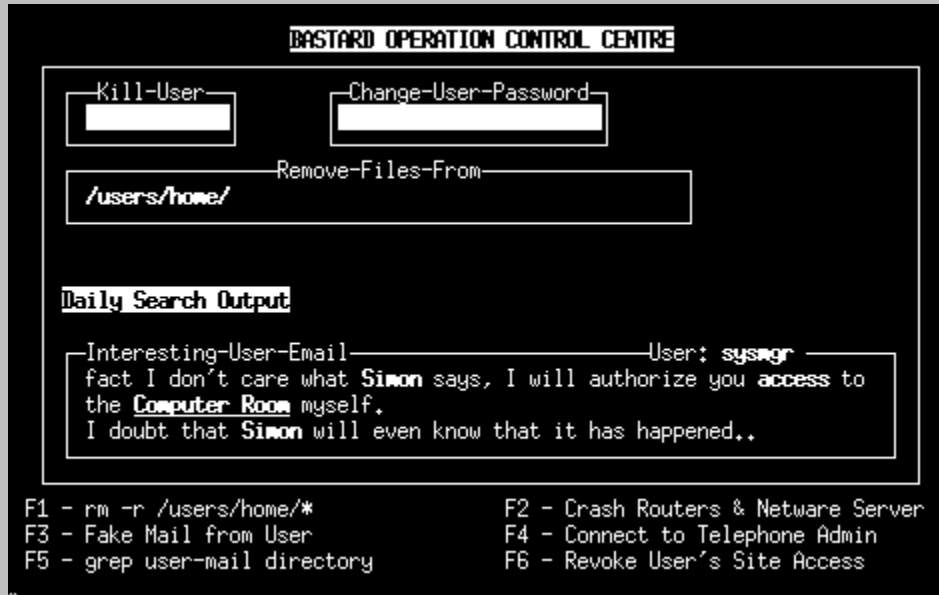 BASTARD OPERATION CONTROL CENTRE
Kill-User Change-User-Password
Remove-Files-From
/users/home/
Daily Search Output
Interesting-User-Email User: sysmgr
fact I don't care what Simon says, I will authorize you access to
the Computer Room myself.
I doubt that Simon will even know that it has happened..
F1 - rm -r /users/home/* F2 - Crash Routers & Netware Server
F3 - Fake Mail from User F4 - Connect to Telephone Admin
F5 - grep user-mail directory F6 - Revoke User's Site Access